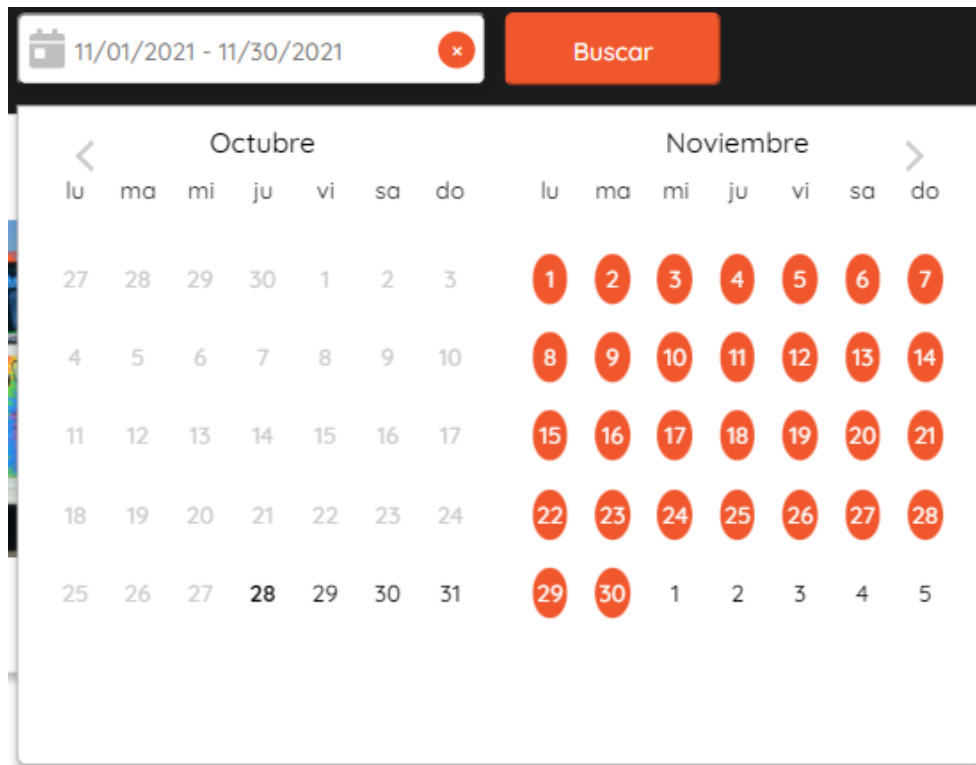 11/01/2021 - 11/30/2021 × Buscar
Octubre Noviembre
lu ma mi ju vi sa do lu ma mi ju vi sa do
27 28 29 30 1 2 3 1 2 3 4 5 6 7
4 5 6 7 8 9 10 8 9 10 11 12 13 14
11 12 13 14 15 16 17 15 16 17 18 19 20 21
18 19 20 21 22 23 24 22 23 24 25 26 27 28
25 26 27 28 29 30 31 29 30 1 2 3 4 5